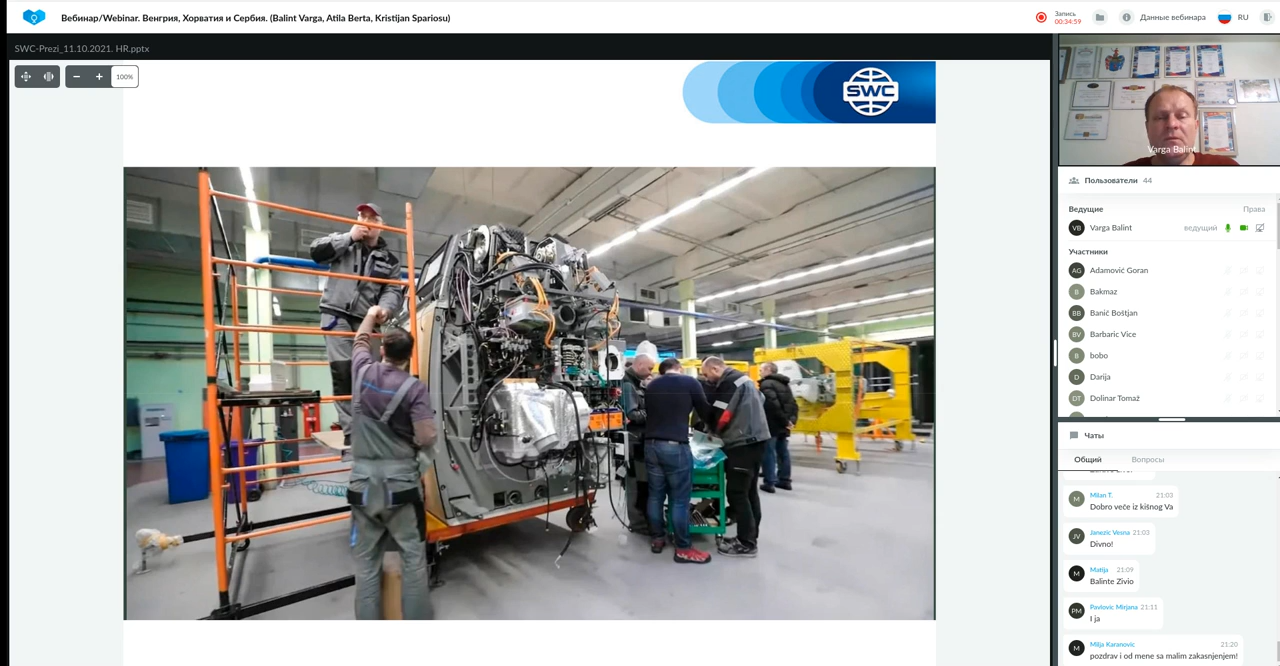 Вебинар/Webinar. Венгрия, Хорватия и Сербия. (Balint Varga, Atila Berta, Kristijan Spariosu)
Запись
00:34:59
Данные вебинара
RU
SWC-Prezi_11.10.2021. HR.pptx
100%
SWC
Varga Balint
Пользователи 44
Ведущие Права
VB Varga Balint ведущий
Участники
AG Adamović Goran
B Bakmaz
BB Banić Boštjan
BV Barbaric Vice
B bobo
D Darija
DT Dolinar Tomaž
Чаты
Общий Вопросы
M Milan T. 21:03
Dobro veče iz kišnog Va
JV Janezic Vesna 21:03
Divno!
M Matija 21:09
Balinte Zivio
PM Pavlovic Mirjana 21:11
I ja
M Milja Karanovic 21:20
pozdrav i od mene sa malim zakasnjenjem!